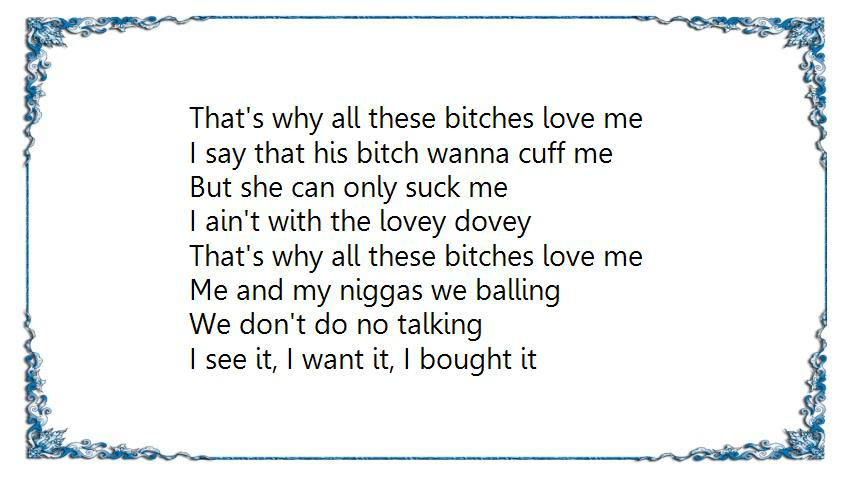 That's why all these bitches love me
I say that his bitch wanna cuff me
But she can only suck me
I ain't with the lovey dovey
That's why all these bitches love me
Me and my niggas we balling
We don't do no talking
I see it, I want it, I bought it